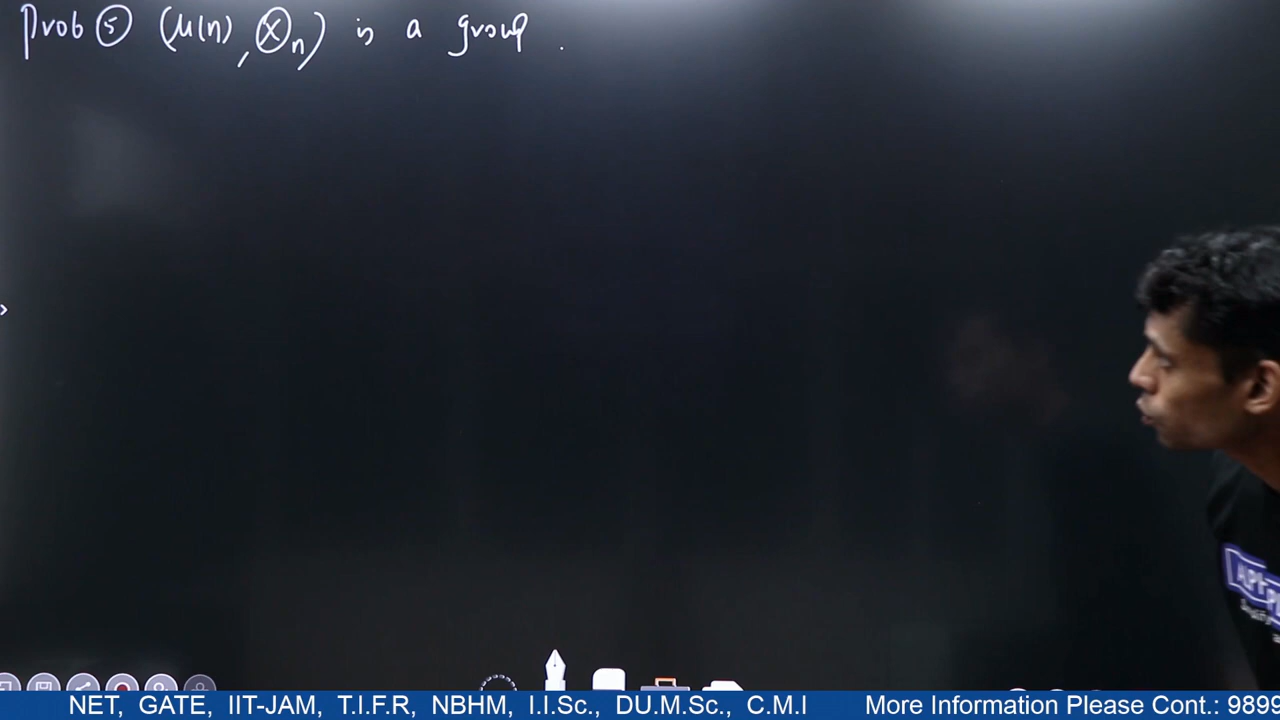 Prob ⑤ (U(n), ⊗n) is a group.
NET, GATE, IIT-JAM, T.I.F.R, NBHM, I.I.Sc., DU.M.Sc., C.M.I More Information Please Cont.: 9899